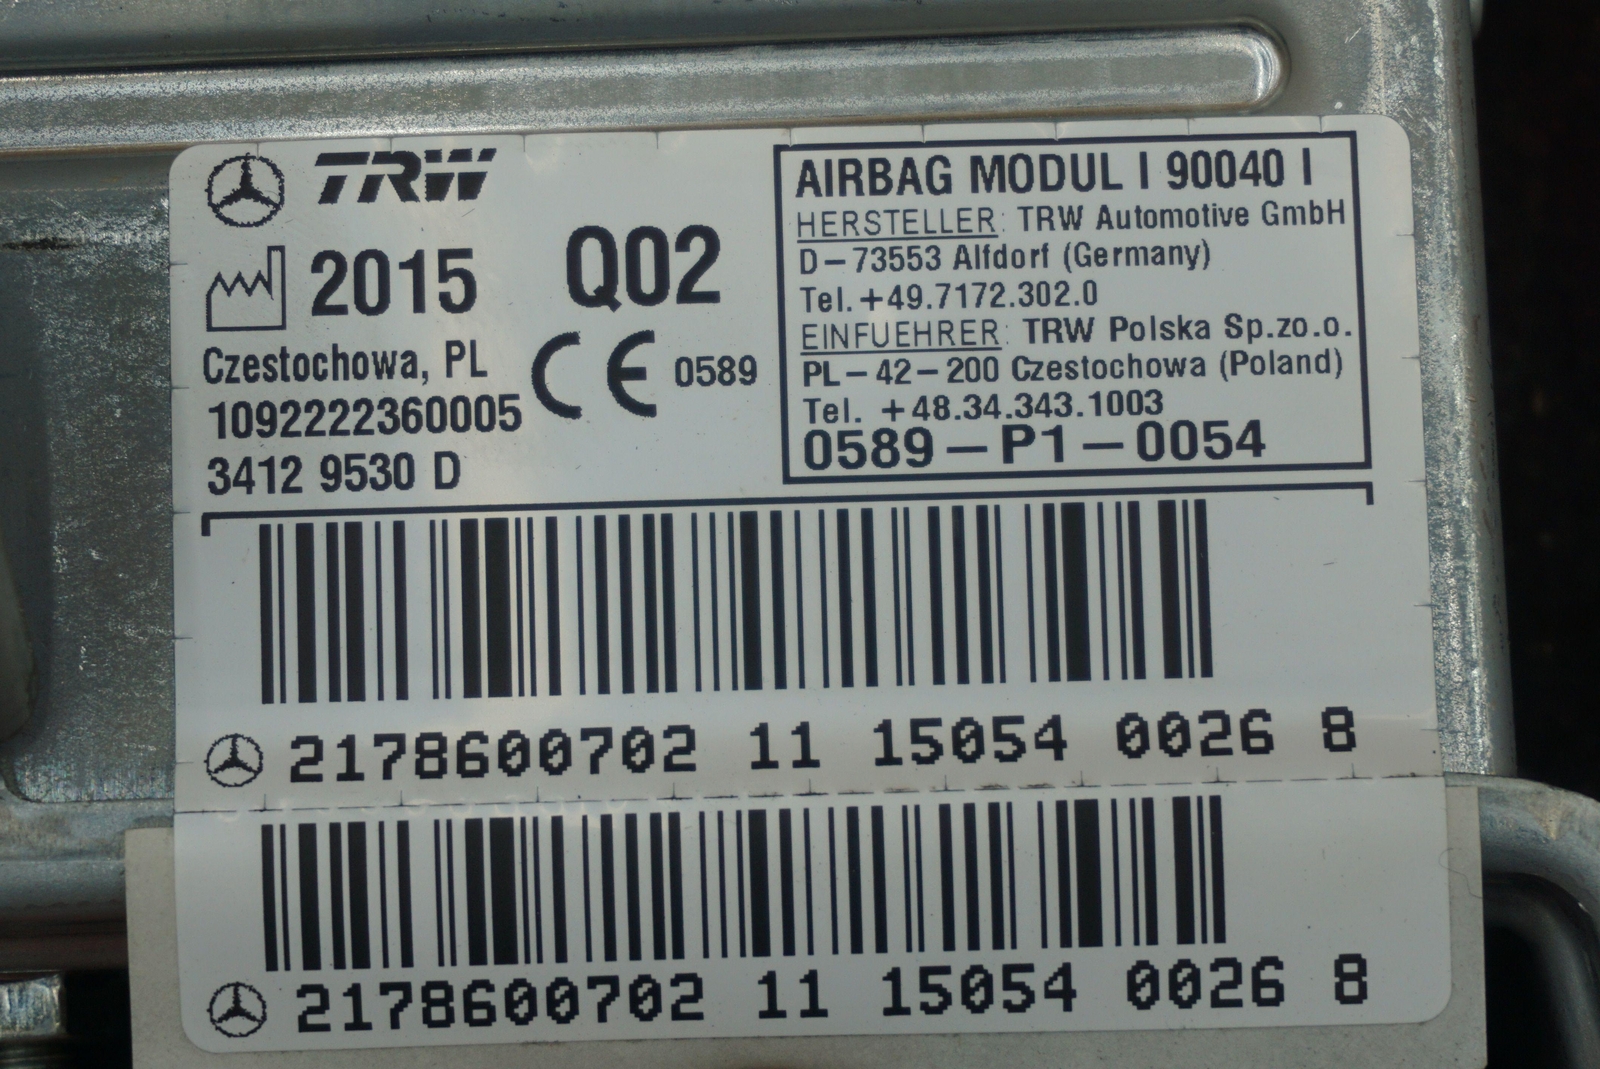 TRW
2015 Q02
Czestochowa, PL
CE 0589
1092222360005
3412 9530 D
AIRBAG MODUL I 90040 I
HERSTELLER: TRW Automotive GmbH
D-73553 Alfdorf (Germany)
Tel. +49.7172.302.0
EINFUEHRER: TRW Polska Sp.zo.o.
PL-42-200 Czestochowa (Poland)
Tel. +48.34.343.1003
0589-P1-0054
2178600702 11 15054 0026 8
2178600702 11 15054 0026 8